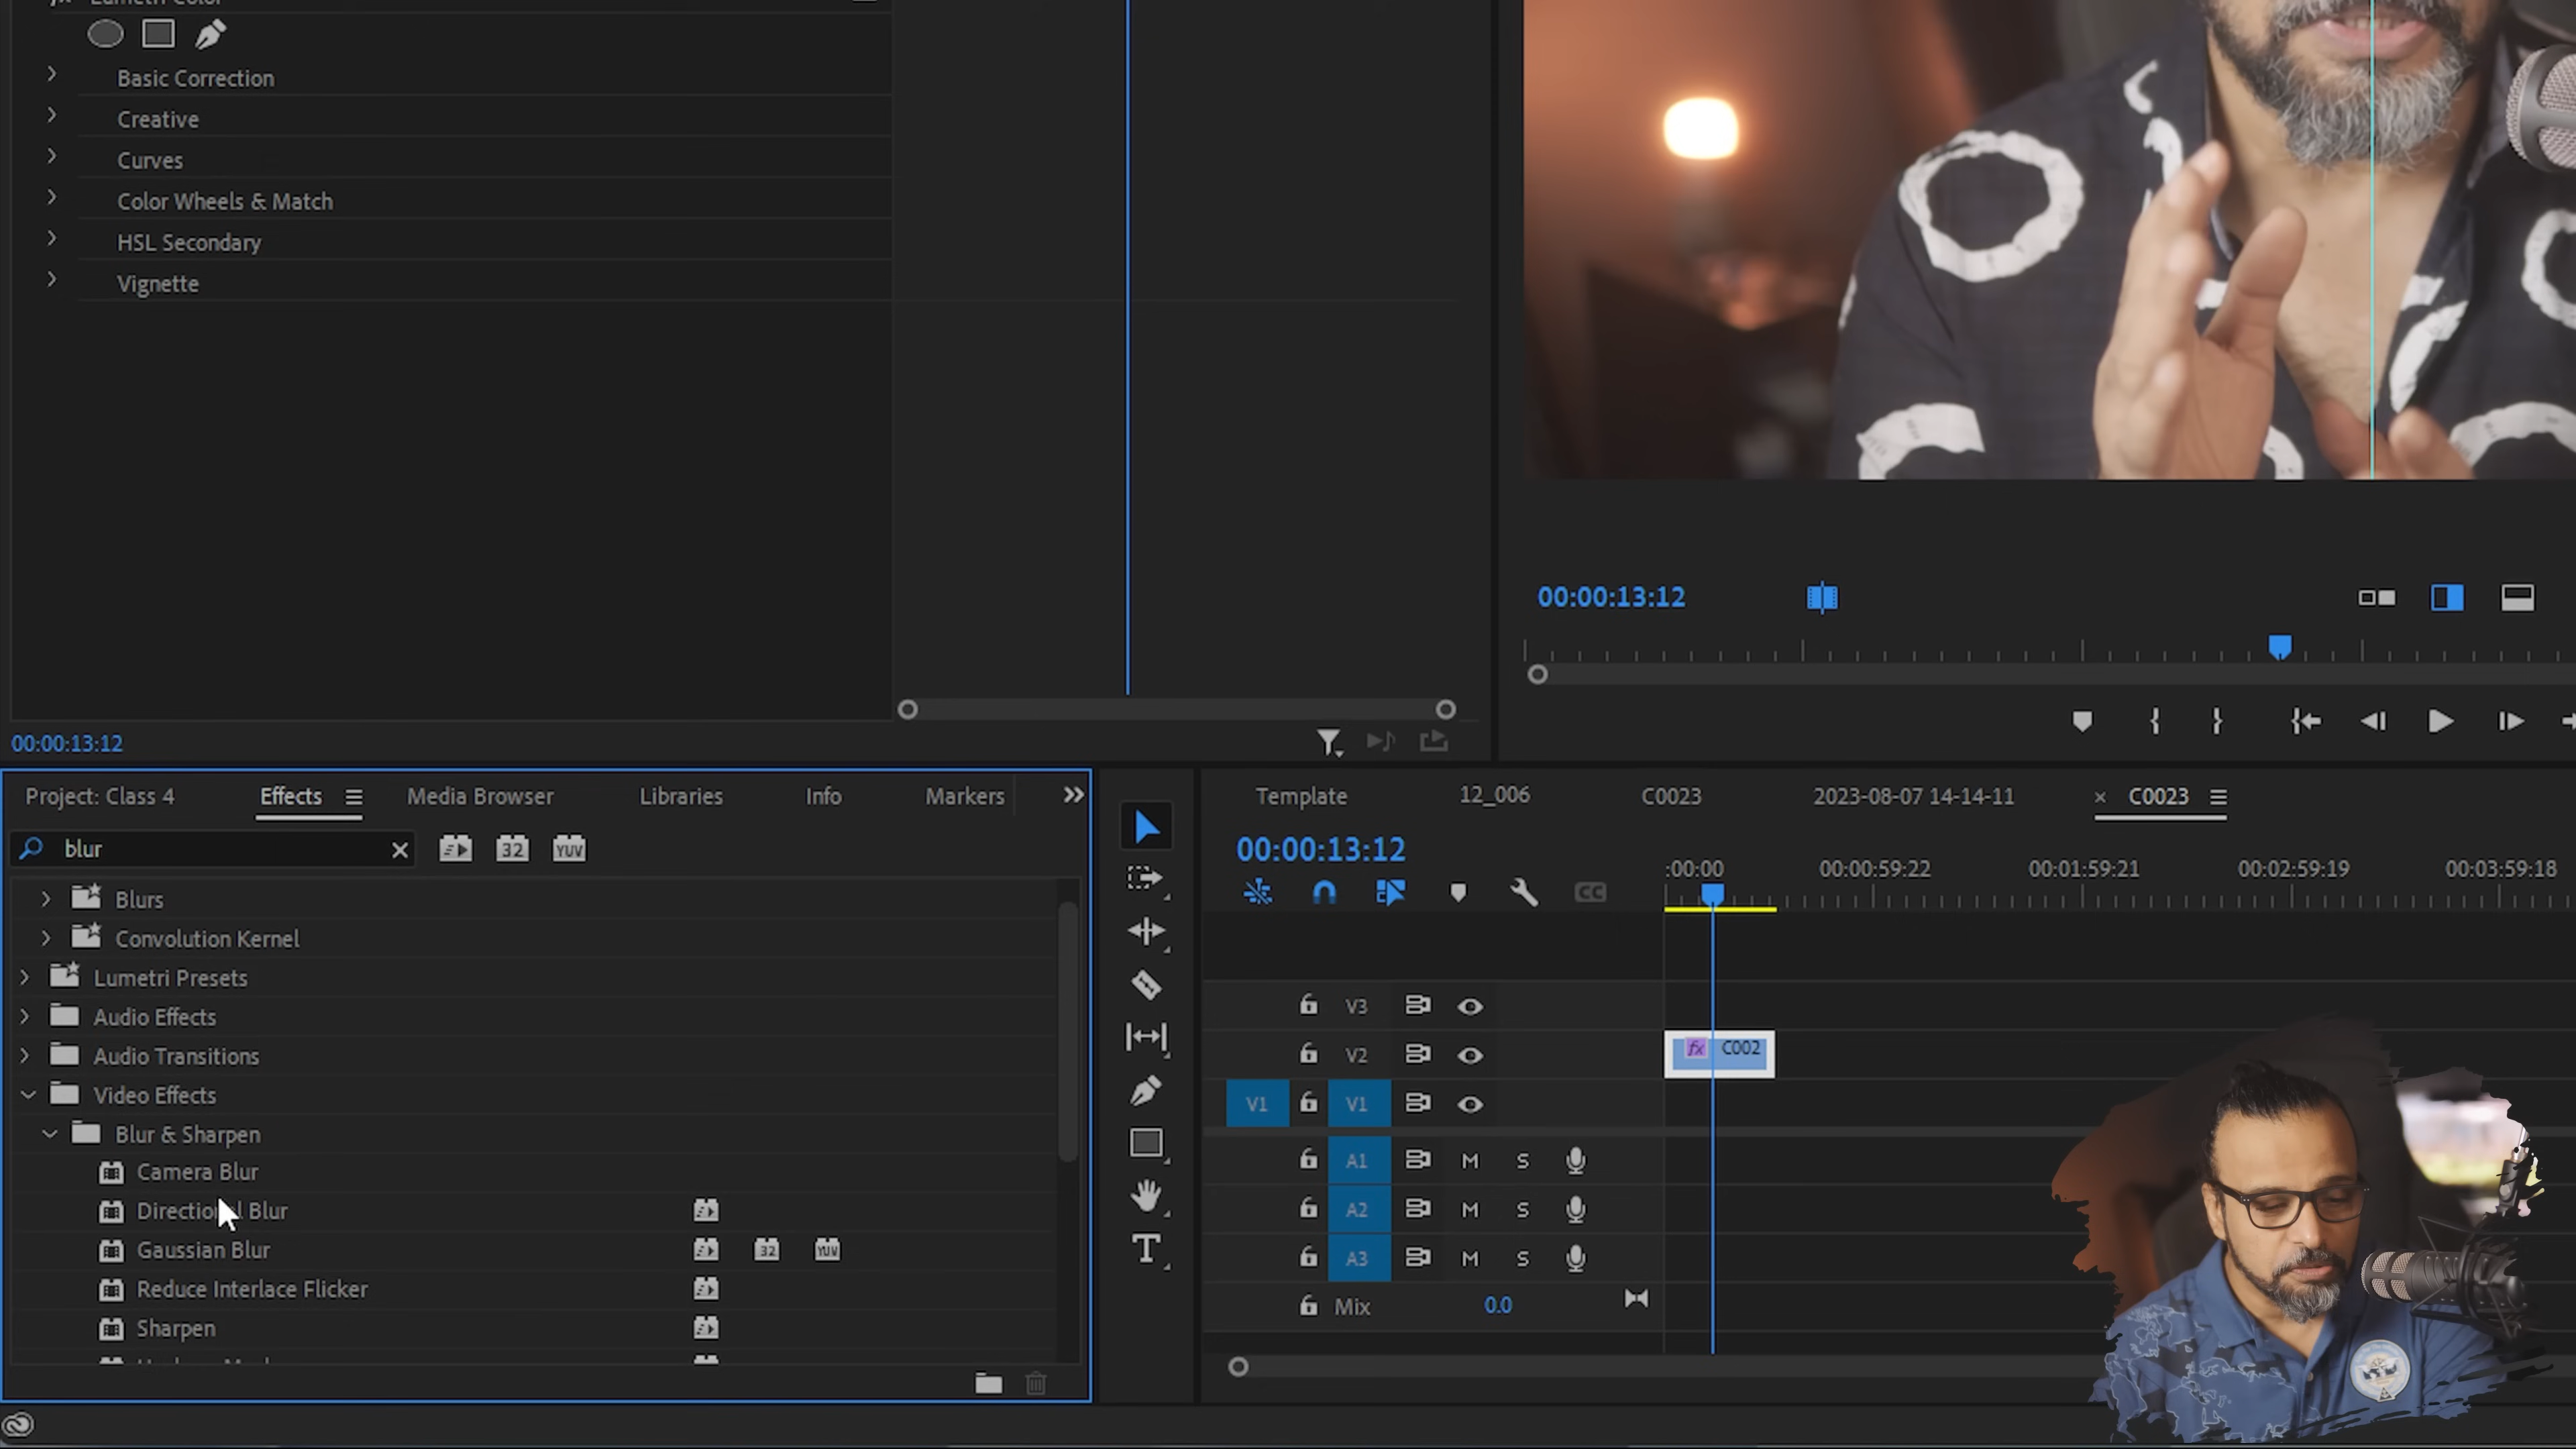 Lumetri Color
Basic Correction
Creative
Curves
Color Wheels & Match
HSL Secondary
Vignette
00:00:13:12
00:00:13:12
Project: Class 4 Effects Media Browser Libraries Info Markers
blur 32 YUV
Blurs
Convolution Kernel
Lumetri Presets
Audio Effects
Audio Transitions
Video Effects
Blur & Sharpen
Camera Blur
Directional Blur
Gaussian Blur 32 YUV
Reduce Interlace Flicker
Sharpen
Template 12_006 C0023 2023-08-07 14-14-11 × C0023
00:00:13:12
:00:00 00:00:59:22 00:01:59:21 00:02:59:19 00:03:59:18
CC
V3
V2 fx C002
V1 V1
A1 M S
A2 M S
A3 M S
Mix 0.0